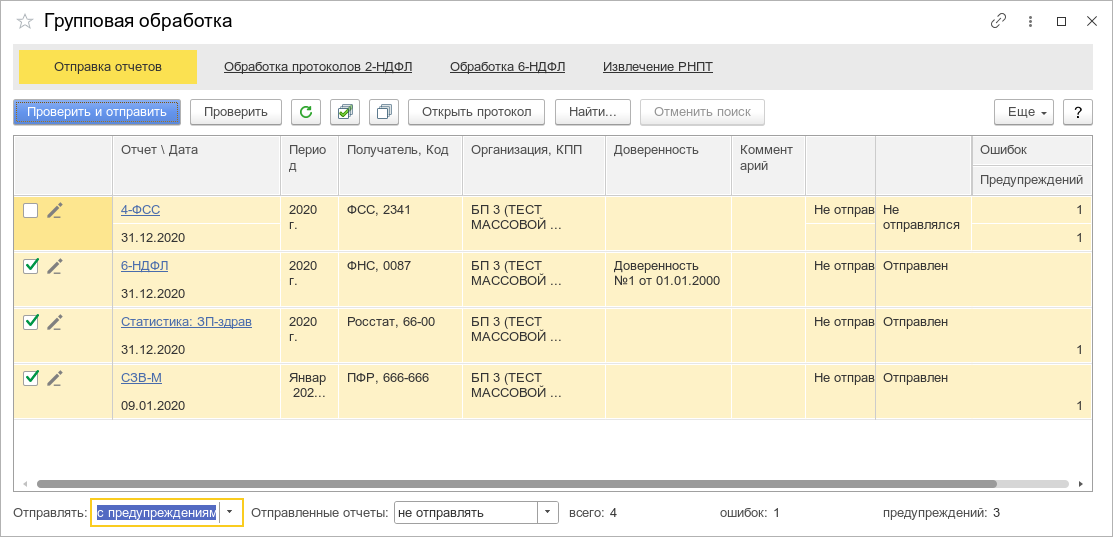 Групповая обработка
Отправка отчетов Обработка протоколов 2-НДФЛ Обработка 6-НДФЛ Извлечение РНПТ
Проверить и отправить Проверить Открыть протокол Найти... Отменить поиск Еще ?
Отчет \ Дата Перио Получатель, Код Организация, КПП Доверенность Коммент Ошибок
д арий Предупреждений
4-ФСС 2020 ФСС, 2341 БП 3 (ТЕСТ Не отправ Не 1
г. МАССОВОЙ ... отправлялся
31.12.2020 1
6-НДФЛ 2020 ФНС, 0087 БП 3 (ТЕСТ Доверенность Не отправ Отправлен
г. МАССОВОЙ ... №1 от 01.01.2000
31.12.2020
Статистика: ЗП-здрав 2020 Росстат, 66-00 БП 3 (ТЕСТ Не отправ Отправлен
г. МАССОВОЙ ...
31.12.2020 1
СЗВ-М Январ ПФР, 666-666 БП 3 (ТЕСТ Не отправ Отправлен
202... МАССОВОЙ ...
09.01.2020 1
Отправлять: с предупреждениям Отправленные отчеты: не отправлять всего: 4 ошибок: 1 предупреждений: 3